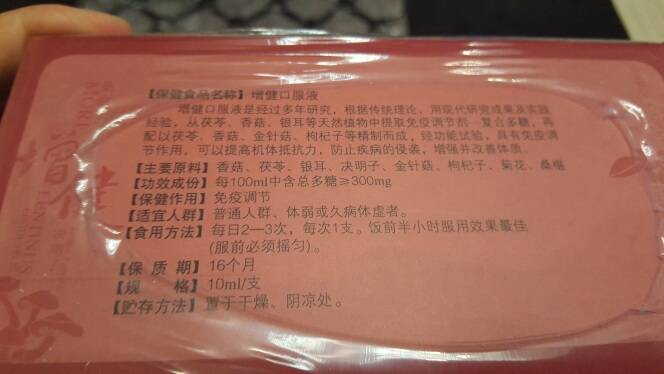 【保健食品名称】增健口服液
增健口服液是经过多年研究，根据传统理论，用现代研究成果及实践
经验，从茯苓、香菇、银耳等天然植物中提取免疫调节剂—复合多糖，再
配以茯苓、香菇、金针菇、枸杞子等精制而成，经功能试验，具有免疫调
节作用，可以提高机体抵抗力，防止疾病的侵袭，增强并改善体质。
【主要原料】香菇、茯苓、银耳、决明子、金针菇、枸杞子、菊花、桑椹
【功效成份】每100ml中含总多糖≥300mg
【保健作用】免疫调节
【适宜人群】普通人群、体弱或久病体虚者。
【食用方法】每日2—3次，每次1支。饭前半小时服用效果最佳
(服前必须摇匀)。
【保 质 期】16个月
【规 格】10ml/支
【贮存方法】置于干燥、阴凉处。